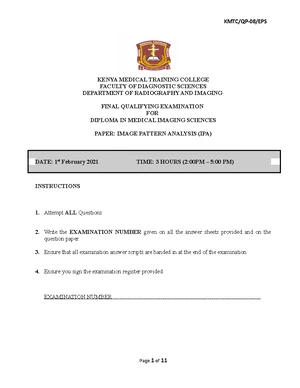 KMTC/QP-08/EPS
KENYA MEDICAL TRAINING COLLEGE
FACULTY OF DIAGNOSTIC SCIENCES
DEPARTMENT OF RADIOGRAPHY AND IMAGING
FINAL QUALIFYING EXAMINATION
FOR
DIPLOMA IN MEDICAL IMAGING SCIENCES
PAPER: IMAGE PATTERN ANALYSIS (IPA)
DATE: 1st February 2021 TIME: 3 HOURS (2:00PM – 5:00 PM)
INSTRUCTIONS
1. Attempt ALL Questions
2. Write the EXAMINATION NUMBER given on all the answer sheets provided and on the
question paper
3. Ensure that all examination answer scripts are handed in at the end of the examination
4. Ensure you sign the examination register provided
EXAMINATION NUMBER
Page 1 of 11